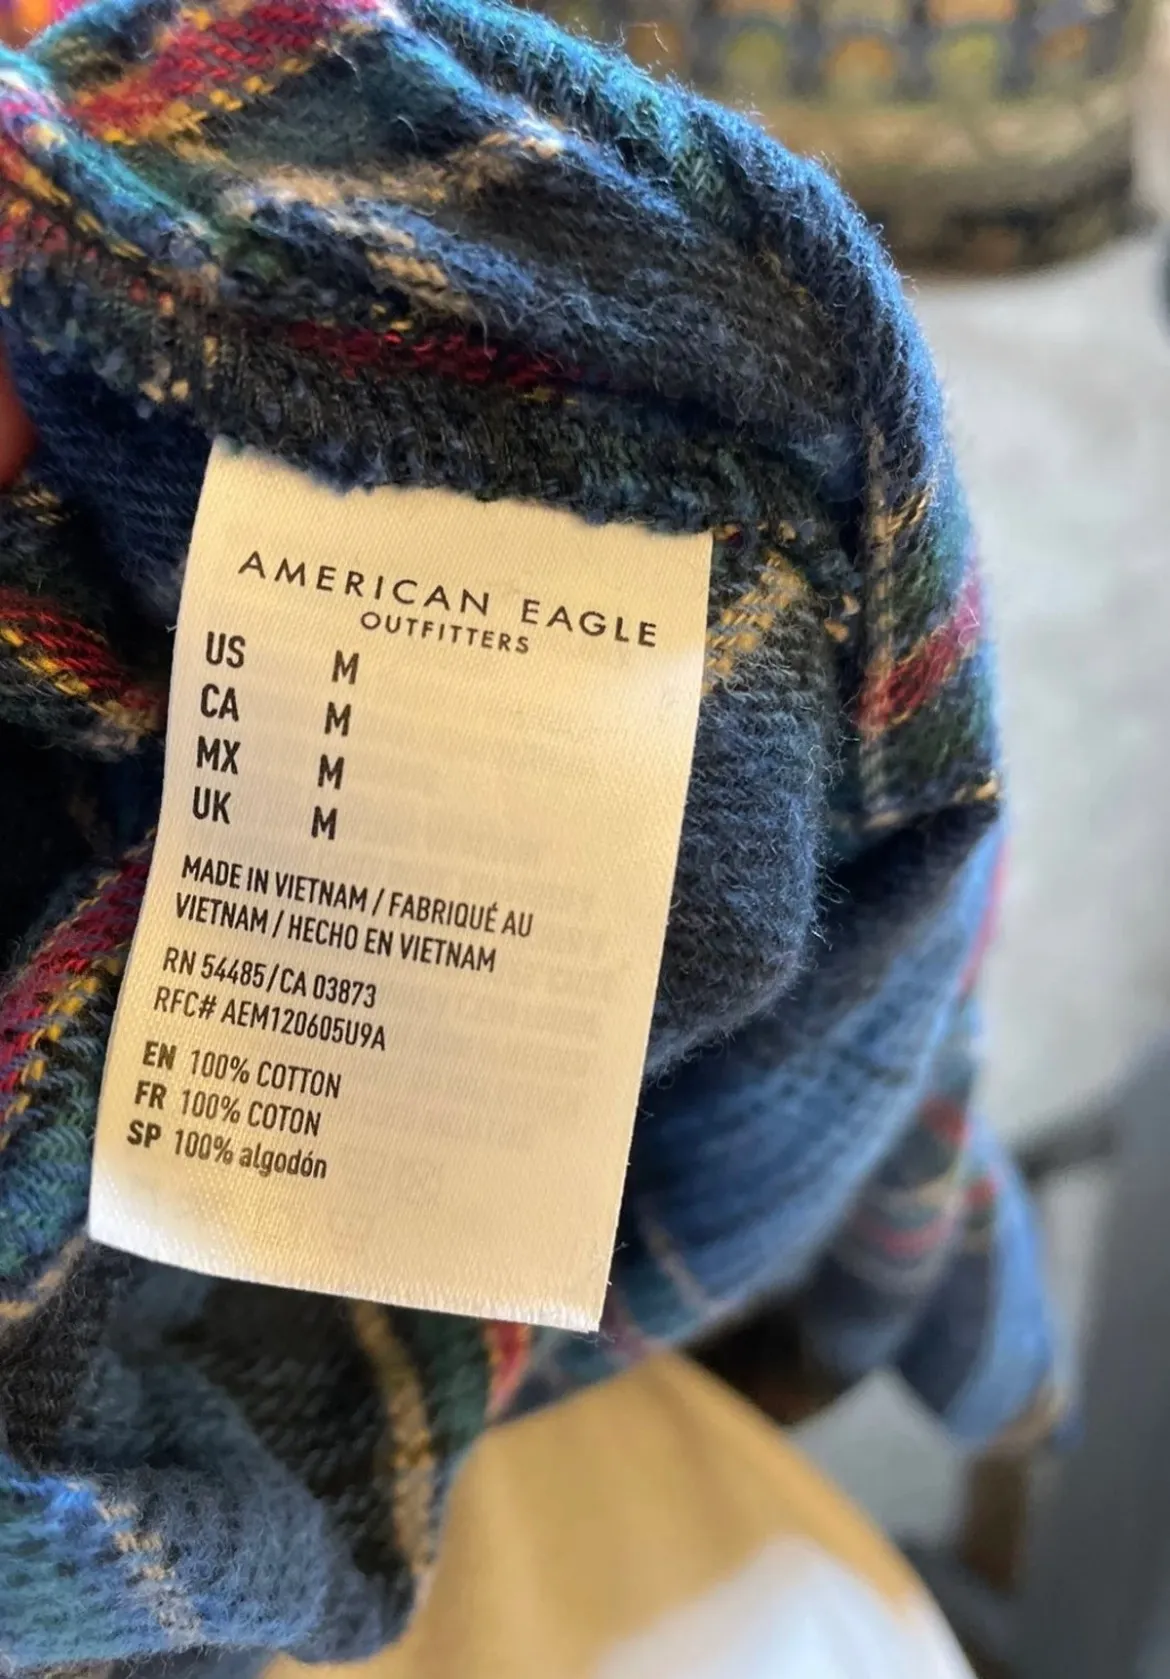 AMERICAN EAGLE
OUTFITTERS
US M
CA M
MX M
UK M
MADE IN VIETNAM / FABRIQUÉ AU
VIETNAM / HECHO EN VIETNAM
RN 54485/CA 03873
RFC# AEM120605U9A
EN 100% COTTON
FR 100% COTON
SP 100% algodón